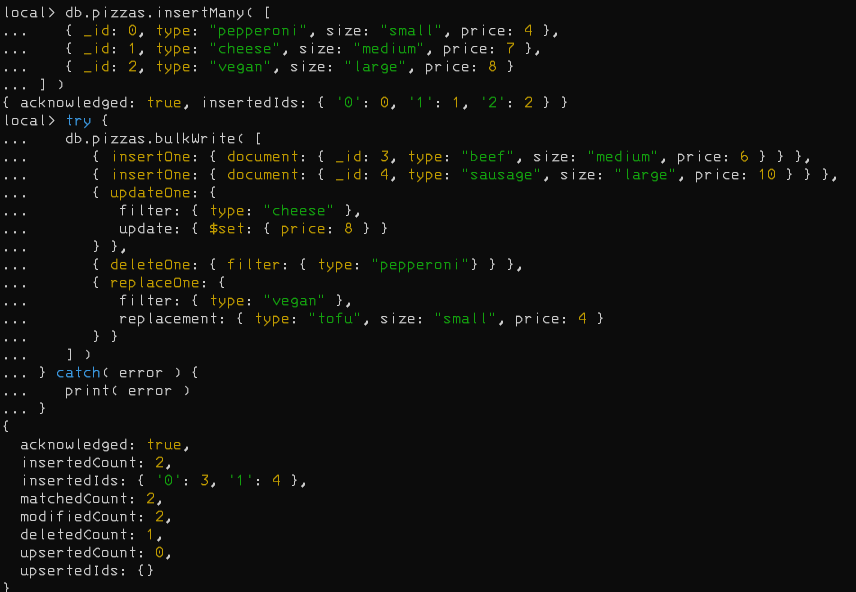 local> db.pizzas.insertMany( [
...    { _id: 0, type: "pepperoni", size: "small", price: 4 },
...    { _id: 1, type: "cheese", size: "medium", price: 7 },
...    { _id: 2, type: "vegan", size: "large", price: 8 }
... ] )
{ acknowledged: true, insertedIds: { '0': 0, '1': 1, '2': 2 } }
local> try {
...    db.pizzas.bulkWrite( [
...       { insertOne: { document: { _id: 3, type: "beef", size: "medium", price: 6 } } },
...       { insertOne: { document: { _id: 4, type: "sausage", size: "large", price: 10 } } },
...       { updateOne: {
...          filter: { type: "cheese" },
...          update: { $set: { price: 8 } }
...       } },
...       { deleteOne: { filter: { type: "pepperoni"} } },
...       { replaceOne: {
...          filter: { type: "vegan" },
...          replacement: { type: "tofu", size: "small", price: 4 }
...       } }
...    ] )
... } catch( error ) {
...    print( error )
... }
{
  acknowledged: true,
  insertedCount: 2,
  insertedIds: { '0': 3, '1': 4 },
  matchedCount: 2,
  modifiedCount: 2,
  deletedCount: 1,
  upsertedCount: 0,
  upsertedIds: {}
}